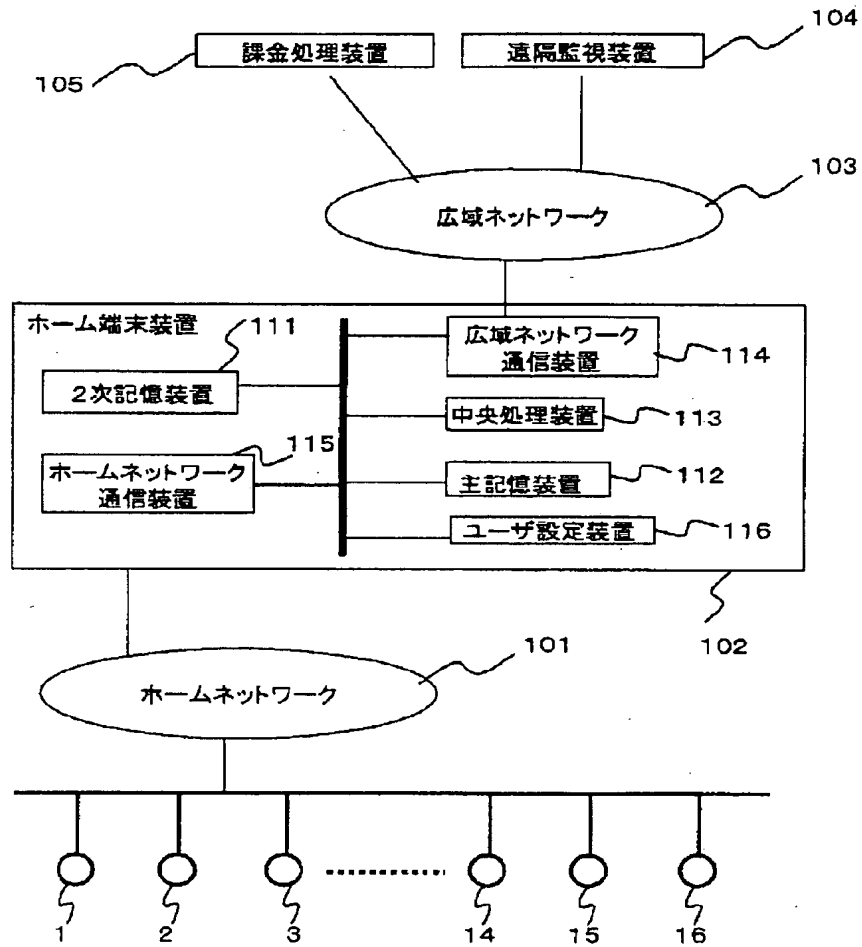 104
課金処理装置
遠隔監視装置
105
103
広域ネットワーク
ホーム端末装置
111
広域ネットワーク
通信装置
114
2次記憶装置
中央処理装置
113
115
ホームネットワーク
通信装置
主記憶装置
112
ユーザ設定装置
116
102
101
ホームネットワーク
1
2
3
14
15
16